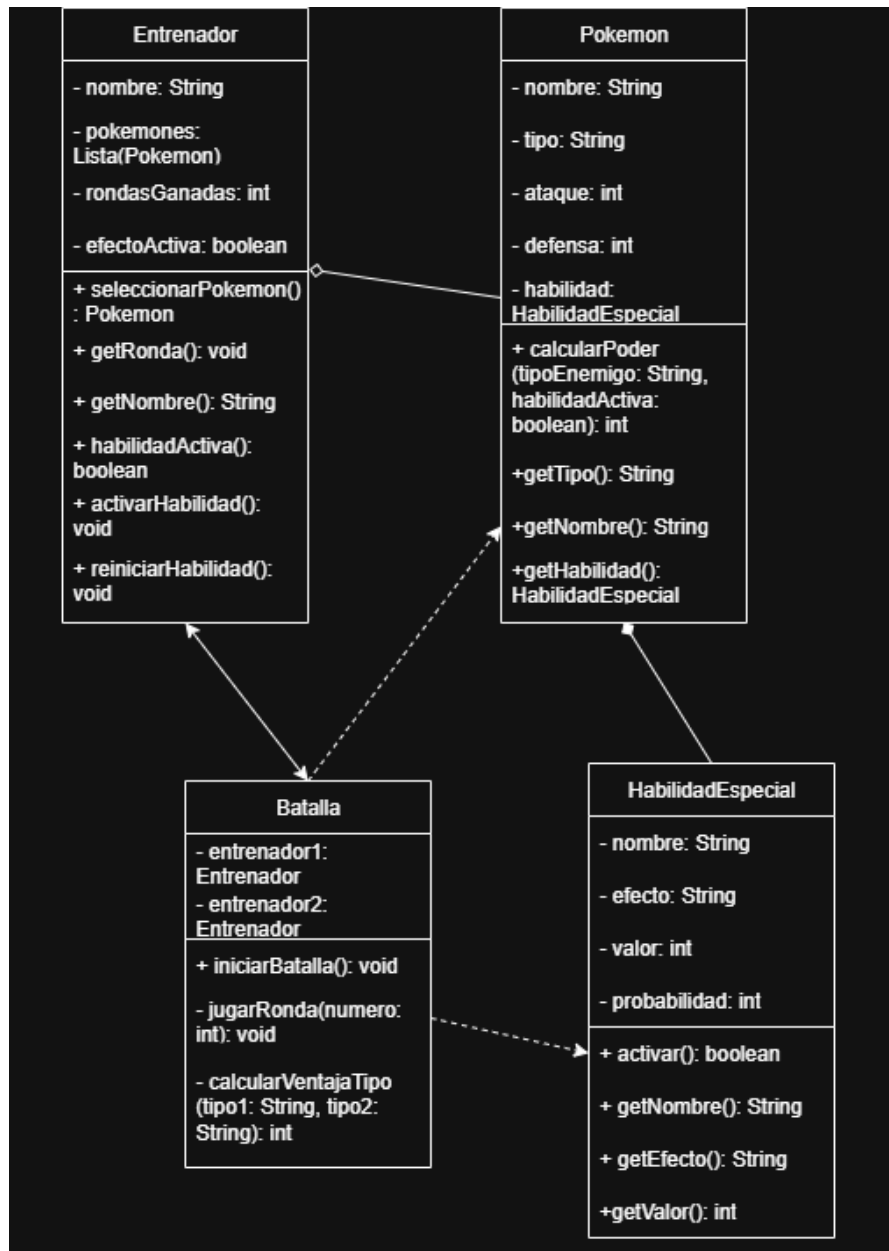 Entrenador
- nombre: String
- pokemones:
Lista(Pokemon)
- rondasGanadas: int
- efectoActiva: boolean
+ seleccionarPokemon()
: Pokemon
+ getRonda(): void
+ getNombre(): String
+ habilidadActiva():
boolean
+ activarHabilidad():
void
+ reiniciarHabilidad():
void
Pokemon
- nombre: String
- tipo: String
- ataque: int
- defensa: int
- habilidad:
HabilidadEspecial
+ calcularPoder
(tipoEnemigo: String,
habilidadActiva:
boolean): int
+getTipo(): String
+getNombre(): String
+getHabilidad():
HabilidadEspecial
Batalla
- entrenador1:
Entrenador
- entrenador2:
Entrenador
+ iniciarBatalla(): void
- jugarRonda(numero:
int): void
- calcularVentajaTipo
(tipo1: String, tipo2:
String): int
HabilidadEspecial
- nombre: String
- efecto: String
- valor: int
- probabilidad: int
+ activar(): boolean
+ getNombre(): String
+ getEfecto(): String
+getValor(): int